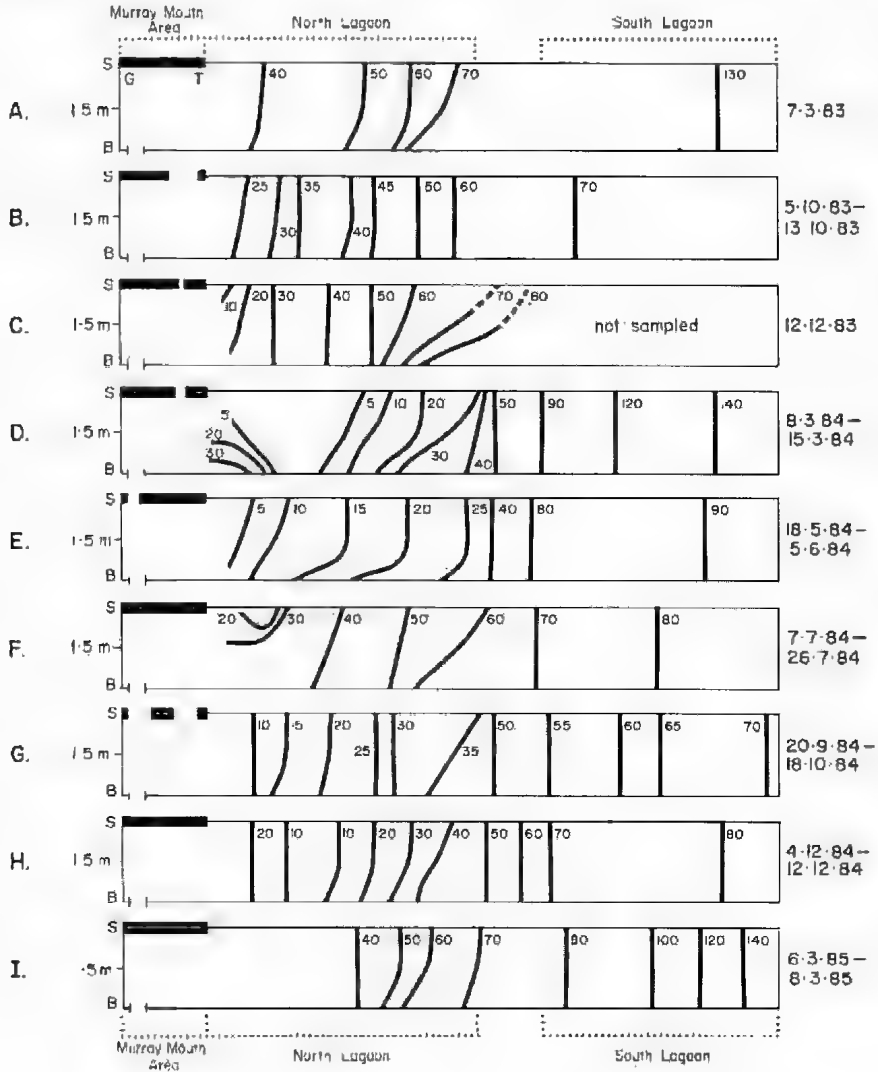 Murray Mouth
Area
North Lagoon
South Lagoon
A.
S
G T
1.5 m
B
40 50 60 70 130
7·3·83
B.
S
1.5 m
B
25 30 35 40 45 50 60 70
5·10·83–
13·10·83
C.
S
1·5 m
B
10 20 30 40 50 60 70 80
not sampled
12·12·83
D.
S
1·5 m
B
5 20 30 5 10 20 30 40 50 90 120 140
8·3·84–
15·3·84
E.
S
1·5 m
B
5 10 15 20 25 40 80 90
18·5·84–
5·6·84
F.
S
1·5 m
B
20 30 40 50 60 70 80
7·7·84–
26·7·84
G.
S
1.5 m
B
10 15 20 25 30 35 50 55 60 65 70
20·9·84–
18·10·84
H.
S
1.5 m
B
20 10 10 20 30 40 50 60 70 80
4·12·84–
12·12·84
I.
S
·5m
B
40 50 60 70 100 120 140
6·3·85–
8·3·85
Murray Mouth
Area
North Lagoon
South Lagoon